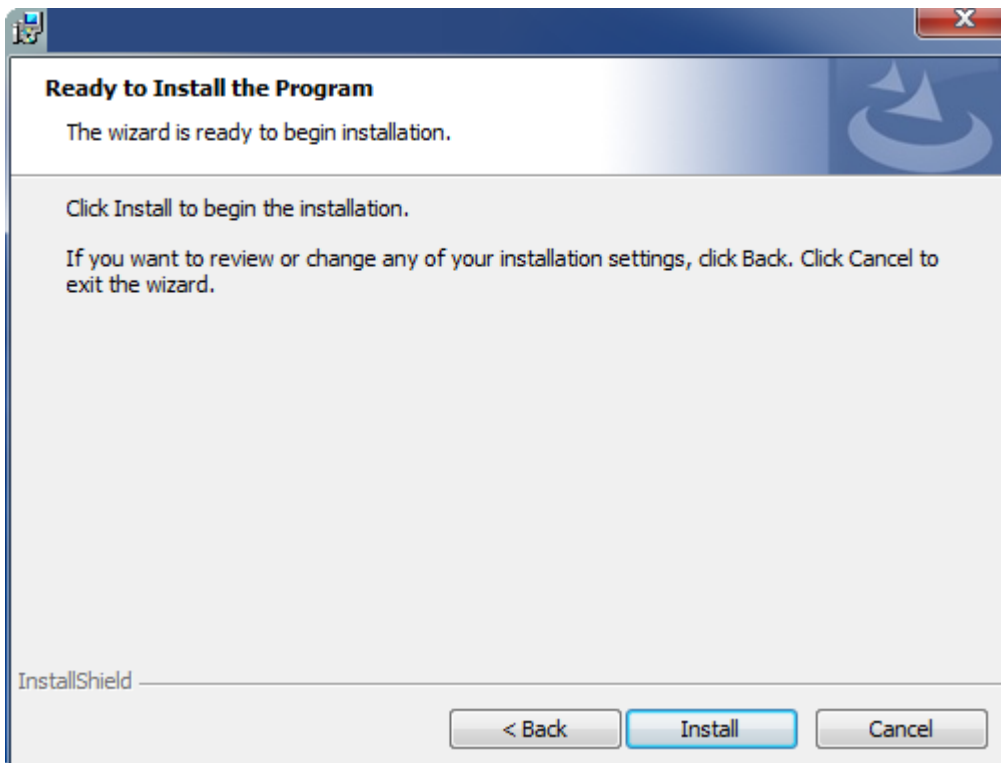 Ready to Install the Program
The wizard is ready to begin installation.
Click Install to begin the installation.
If you want to review or change any of your installation settings, click Back. Click Cancel to
exit the wizard.
InstallShield
< Back Install Cancel